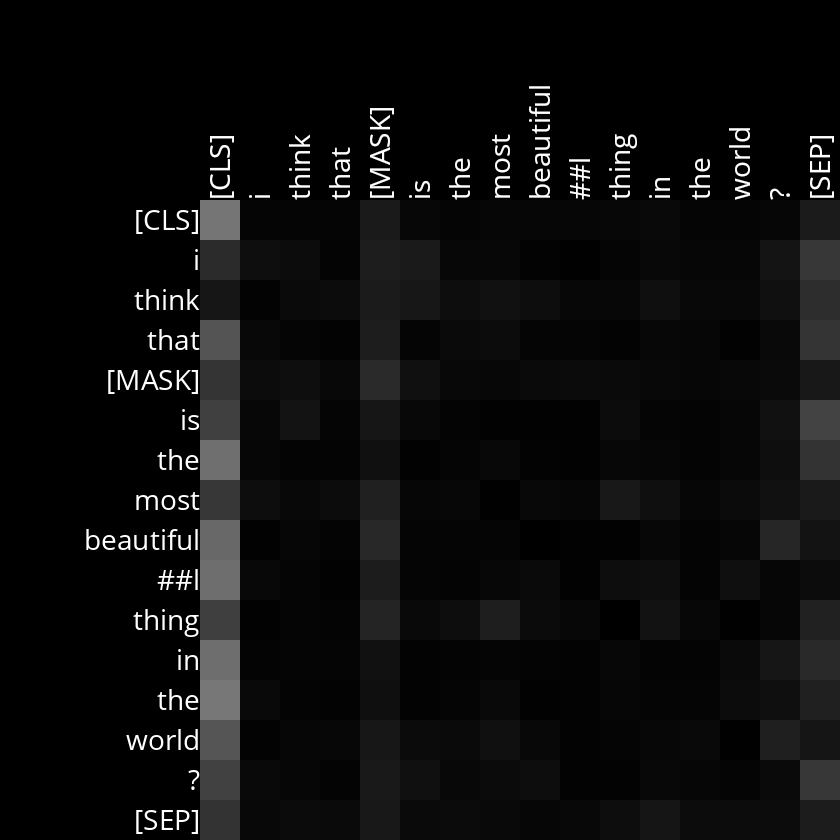 [CLS] i think that [MASK] is the most beautiful ##l thing in the world ? [SEP]
[CLS]
i
think
that
[MASK]
is
the
most
beautiful
##l
thing
in
the
world
?
[SEP]